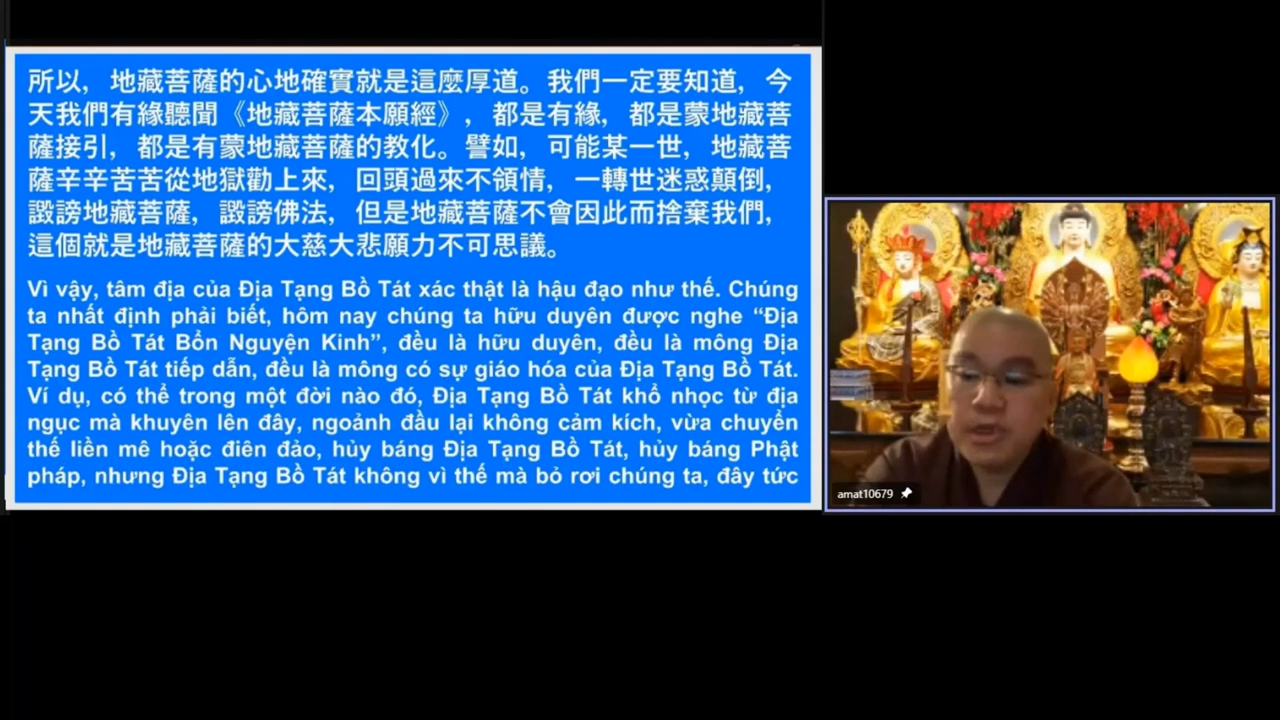 所以，地藏菩薩的心地確實就是這麼厚道。我們一定要知道，今
天我們有緣聽聞《地藏菩薩本願經》，都是有緣，都是蒙地藏菩
薩接引，都是有蒙地藏菩薩的教化。譬如，可能某一世，地藏菩
薩辛辛苦苦從地獄勸上來，回頭過來不領情，一轉世迷惑顛倒，
譭謗地藏菩薩，譭謗佛法，但是地藏菩薩不會因此而捨棄我們，
這個就是地藏菩薩的大慈大悲願力不可思議。
Vì vậy, tâm địa của Địa Tạng Bồ Tát xác thật là hậu đạo như thế. Chúng
ta nhất định phải biết, hôm nay chúng ta hữu duyên được nghe “Địa
Tạng Bồ Tát Bổn Nguyện Kinh”, đều là hữu duyên, đều là mông Địa
Tạng Bồ Tát tiếp dẫn, đều là mông có sự giáo hóa của Địa Tạng Bồ Tát.
Ví dụ, có thể trong một đời nào đó, Địa Tạng Bồ Tát khổ nhọc từ địa
ngục mà khuyên lên đây, ngoảnh đầu lại không cảm kích, vừa chuyển
thế liền mê hoặc điên đảo, hủy báng Địa Tạng Bồ Tát, hủy báng Phật
pháp, nhưng Địa Tạng Bồ Tát không vì thế mà bỏ rơi chúng ta, đây tức
amat10679